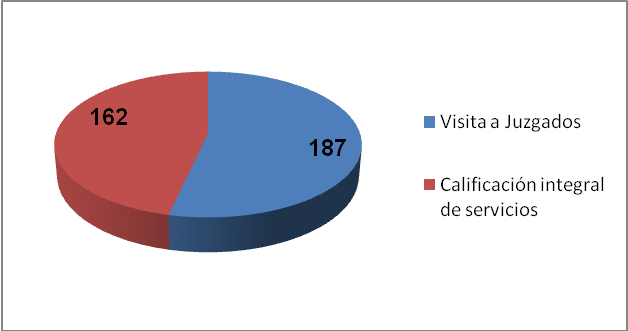 162
187
Visita a Juzgados
Calificación integral
de servicios